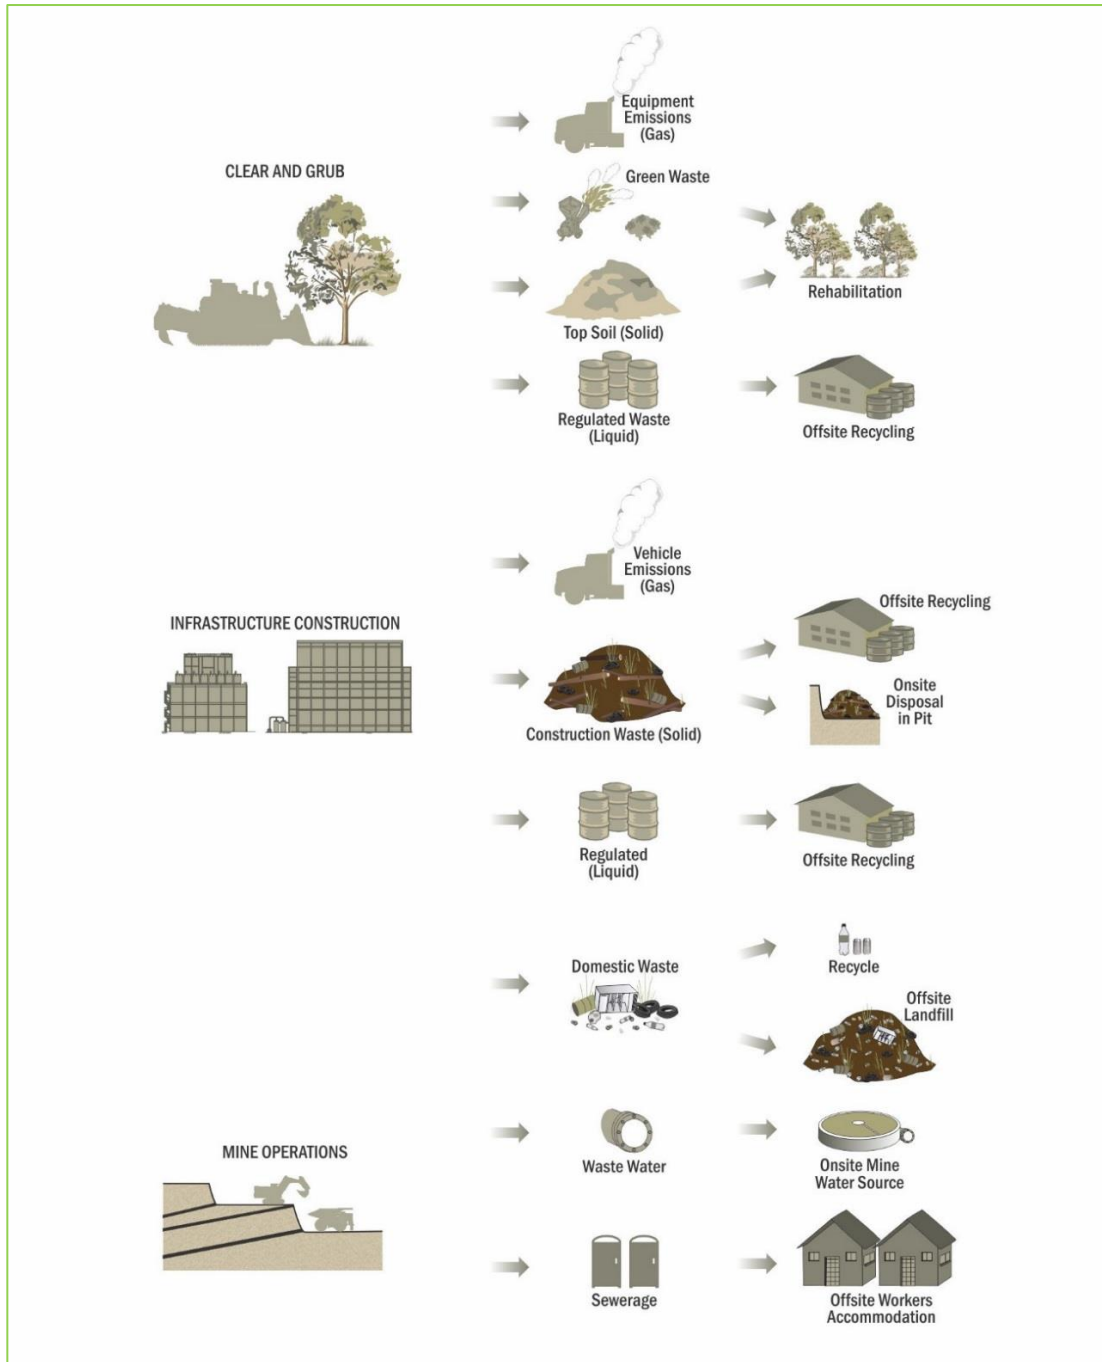 Equipment
Emissions
(Gas)
CLEAR AND GRUB
Green Waste
Rehabilitation
Top Soil (Solid)
Regulated Waste
(Liquid)
Offsite Recycling
Vehicle
Emissions
(Gas)
INFRASTRUCTURE CONSTRUCTION
Offsite Recycling
Onsite
Disposal
in Pit
Construction Waste (Solid)
Regulated
(Liquid)
Offsite Recycling
Domestic Waste
Recycle
Offsite
Landfill
MINE OPERATIONS
Waste Water
Onsite Mine
Water Source
Sewerage
Offsite Workers
Accommodation